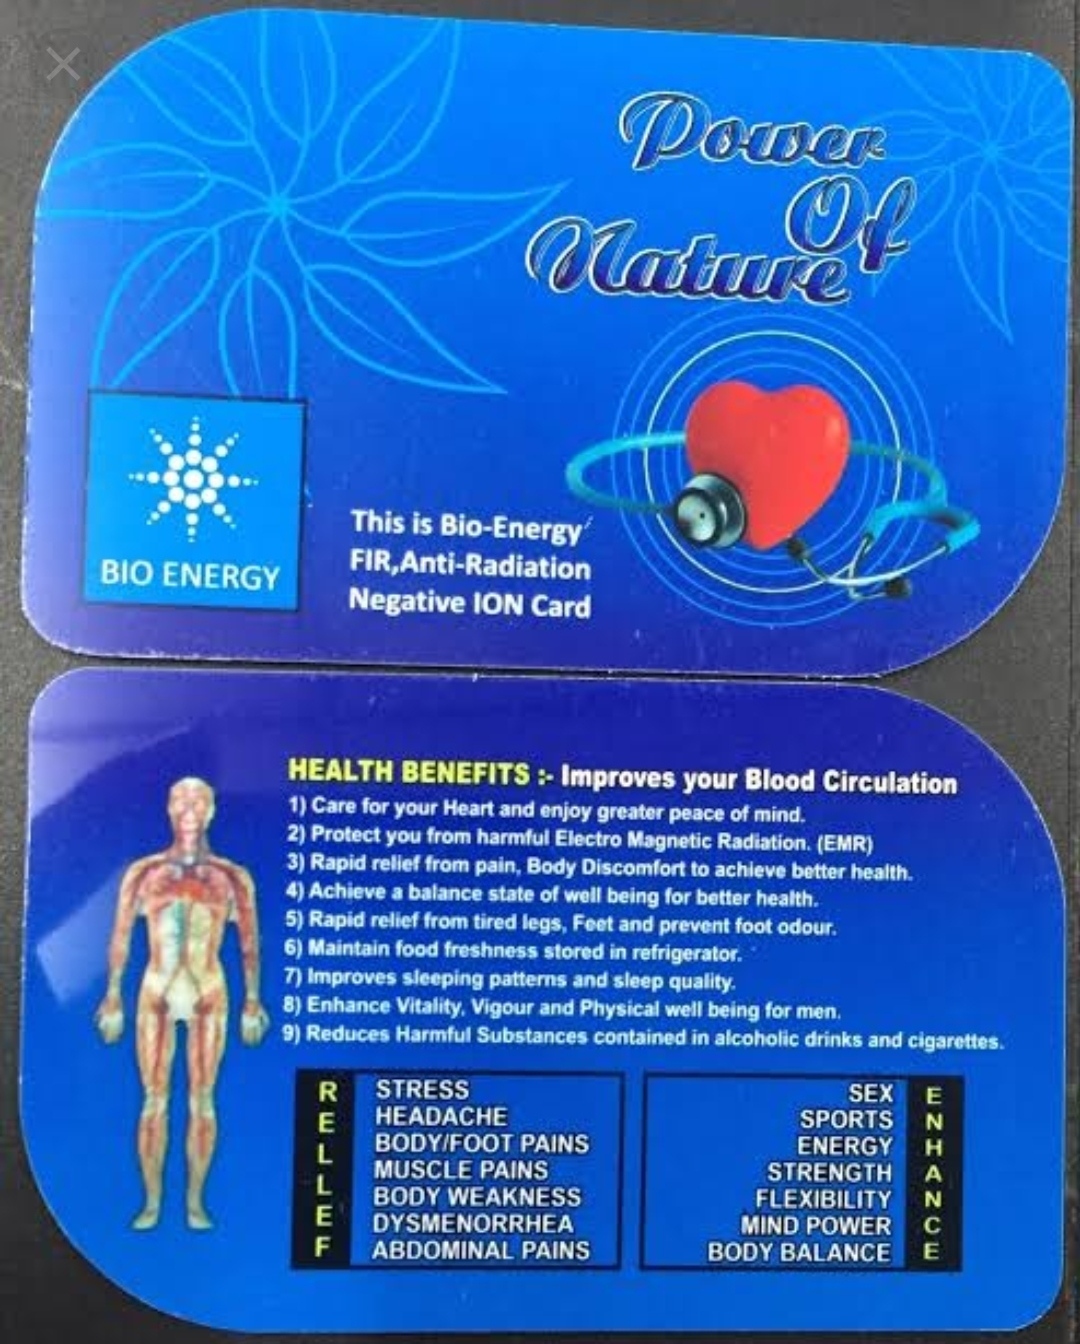 Power
Of
Nature
BIO ENERGY
This is Bio-Energy
FIR,Anti-Radiation
Negative ION Card
HEALTH BENEFITS :- Improves your Blood Circulation
1) Care for your Heart and enjoy greater peace of mind.
2) Protect you from harmful Electro Magnetic Radiation. (EMR)
3) Rapid relief from pain, Body Discomfort to achieve better health.
4) Achieve a balance state of well being for better health.
5) Rapid relief from tired legs, Feet and prevent foot odour.
6) Maintain food freshness stored in refrigerator.
7) Improves sleeping patterns and sleep quality.
8) Enhance Vitality, Vigour and Physical well being for men.
9) Reduces Harmful Substances contained in alcoholic drinks and cigarettes.
RELLEF
STRESS
HEADACHE
BODY/FOOT PAINS
MUSCLE PAINS
BODY WEAKNESS
DYSMENORRHEA
ABDOMINAL PAINS
SEX
SPORTS
ENERGY
STRENGTH
FLEXIBILITY
MIND POWER
BODY BALANCE
ENHANCE